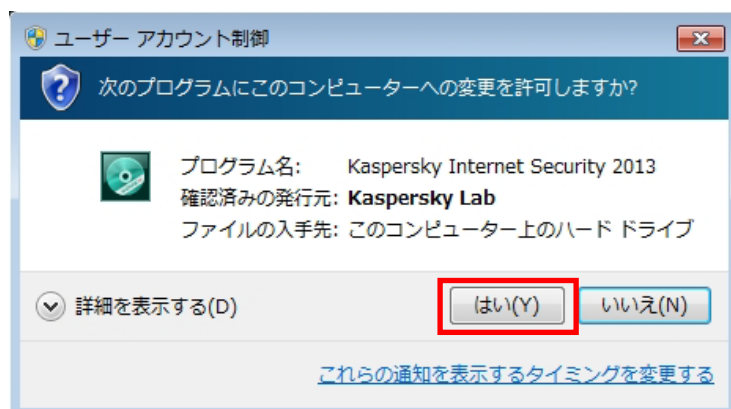 ユーザー アカウント制御
次のプログラムにこのコンピューターへの変更を許可しますか?
プログラム名: Kaspersky Internet Security 2013
確認済みの発行元: Kaspersky Lab
ファイルの入手先: このコンピューター上のハード ドライブ
詳細を表示する(D) はい(Y) いいえ(N)
これらの通知を表示するタイミングを変更する